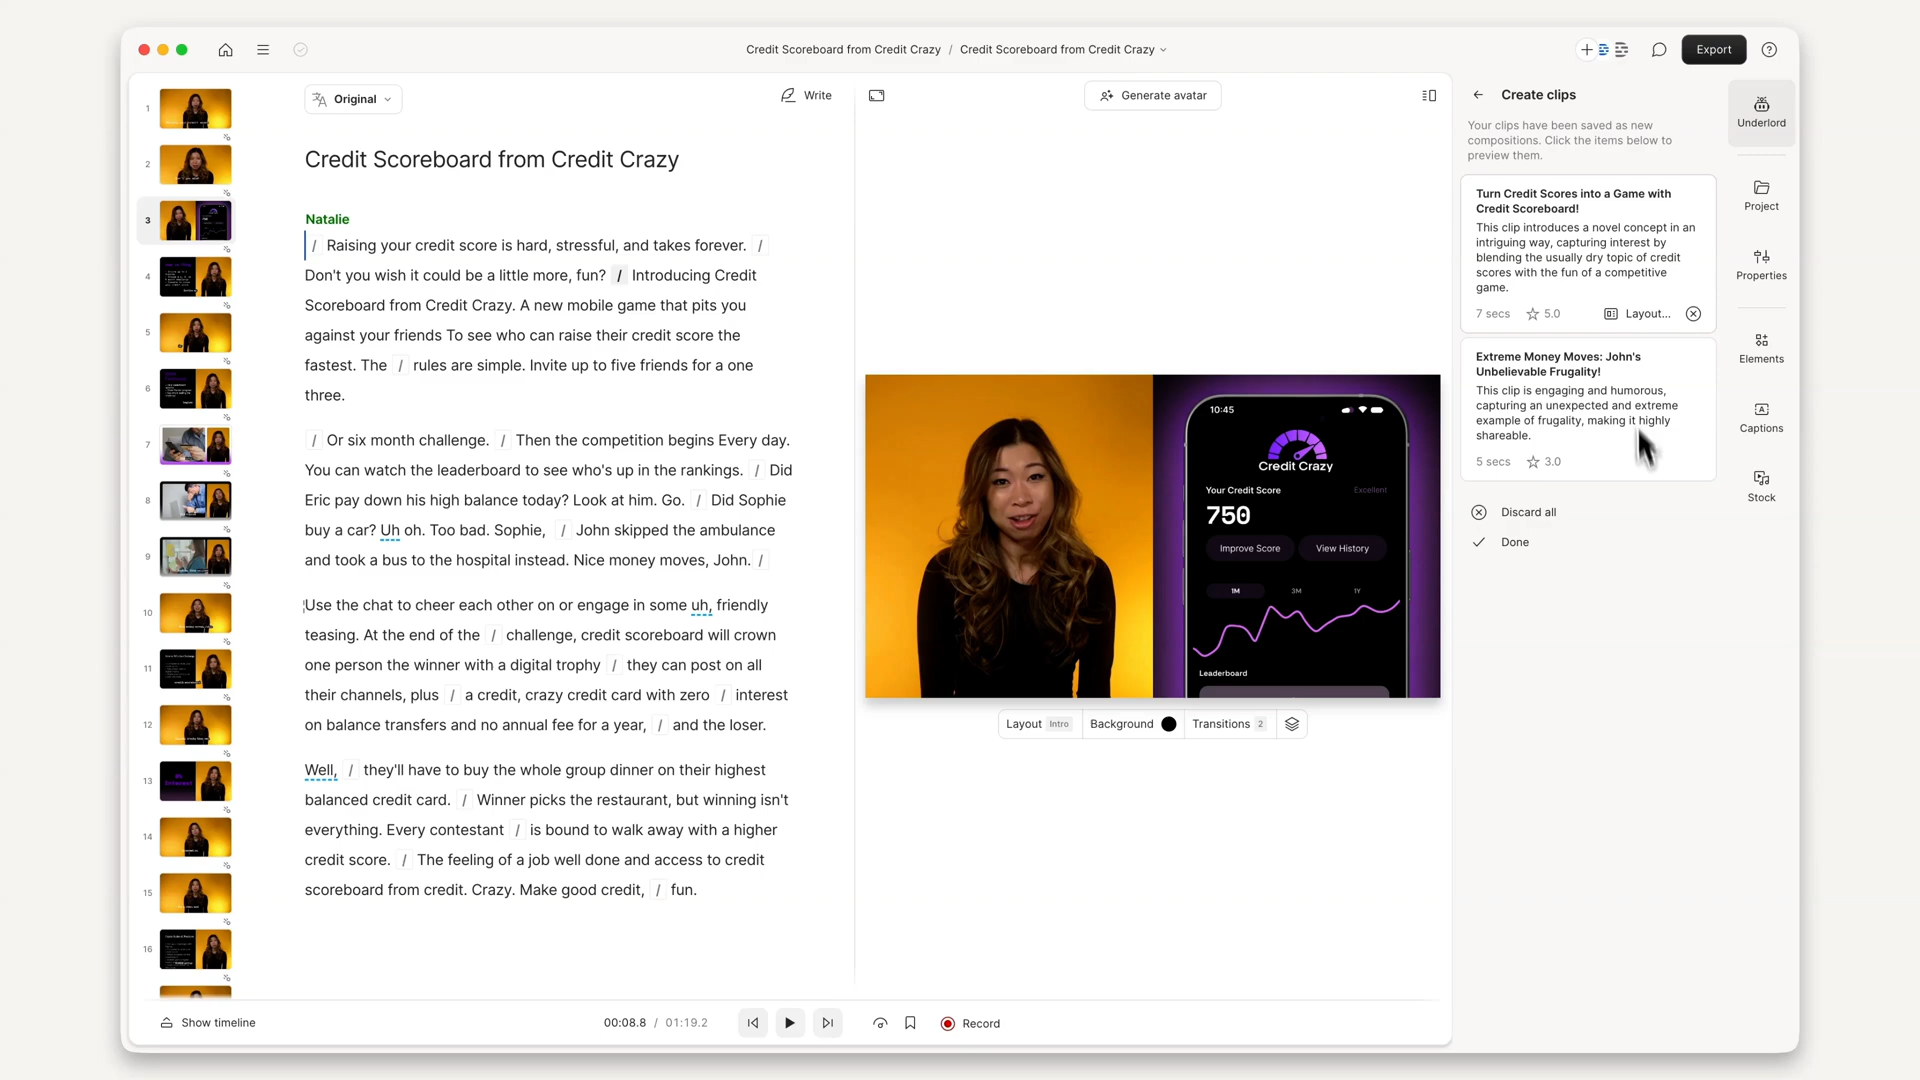 Credit Scoreboard from Credit Crazy / Credit Scoreboard from Credit Crazy
Export
1
2
3
4
5
6
7
8
9
10
11
12
13
14
15
16
Original
Write
Credit Scoreboard from Credit Crazy
Natalie
/ Raising your credit score is hard, stressful, and takes forever. /
Don't you wish it could be a little more, fun? / Introducing Credit
Scoreboard from Credit Crazy. A new mobile game that pits you
against your friends To see who can raise their credit score the
fastest. The / rules are simple. Invite up to five friends for a one
three.
/ Or six month challenge. / Then the competition begins Every day.
You can watch the leaderboard to see who's up in the rankings. / Did
Eric pay down his high balance today? Look at him. Go. / Did Sophie
buy a car? Uh oh. Too bad. Sophie, / John skipped the ambulance
and took a bus to the hospital instead. Nice money moves, John. /
Use the chat to cheer each other on or engage in some uh, friendly
teasing. At the end of the / challenge, credit scoreboard will crown
one person the winner with a digital trophy / they can post on all
their channels, plus / a credit, crazy credit card with zero / interest
on balance transfers and no annual fee for a year, / and the loser.
Well, / they'll have to buy the whole group dinner on their highest
balanced credit card. / Winner picks the restaurant, but winning isn't
everything. Every contestant / is bound to walk away with a higher
credit score. / The feeling of a job well done and access to credit
scoreboard from credit. Crazy. Make good credit, / fun.
Generate avatar
10:45
Credit Crazy
Your Credit Score
Excellent
750
Improve Score
View History
1M
3M
1Y
Leaderboard
Layout Intro
Background
Transitions 2
Create clips
Your clips have been saved as new
compositions. Click the items below to
preview them.
Turn Credit Scores into a Game with
Credit Scoreboard!
This clip introduces a novel concept in an
intriguing way, capturing interest by
blending the usually dry topic of credit
scores with the fun of a competitive
game.
7 secs
5.0
Layout...
Extreme Money Moves: John's
Unbelievable Frugality!
This clip is engaging and humorous,
capturing an unexpected and extreme
example of frugality, making it highly
shareable.
5 secs
3.0
Discard all
Done
Underlord
Project
Properties
Elements
Captions
Stock
Show timeline
00:08.8 / 01:19.2
Record